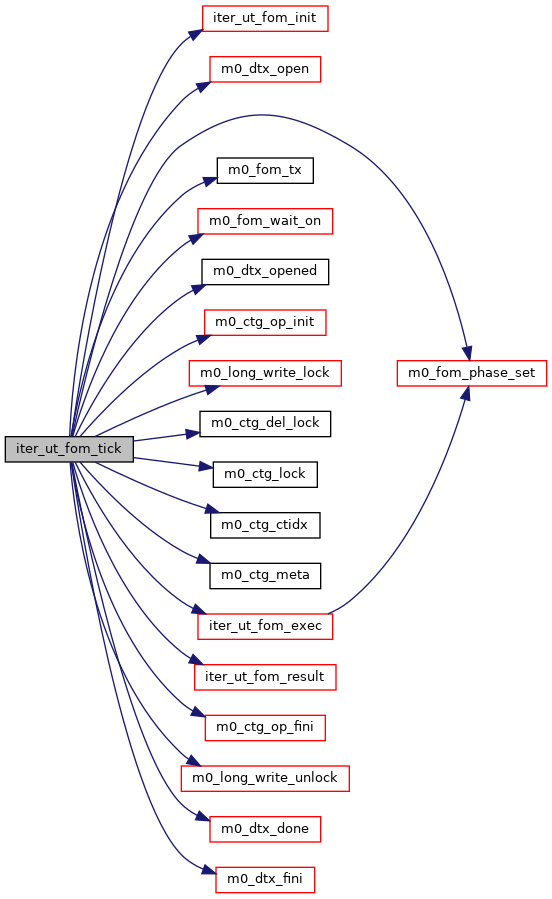 iter_ut_fom_init
m0_dtx_open
m0_fom_tx
m0_fom_wait_on
m0_dtx_opened
m0_ctg_op_init
m0_long_write_lock
m0_fom_phase_set
m0_ctg_del_lock
iter_ut_fom_tick
m0_ctg_lock
m0_ctg_ctidx
m0_ctg_meta
iter_ut_fom_exec
iter_ut_fom_result
m0_ctg_op_fini
m0_long_write_unlock
m0_dtx_done
m0_dtx_fini